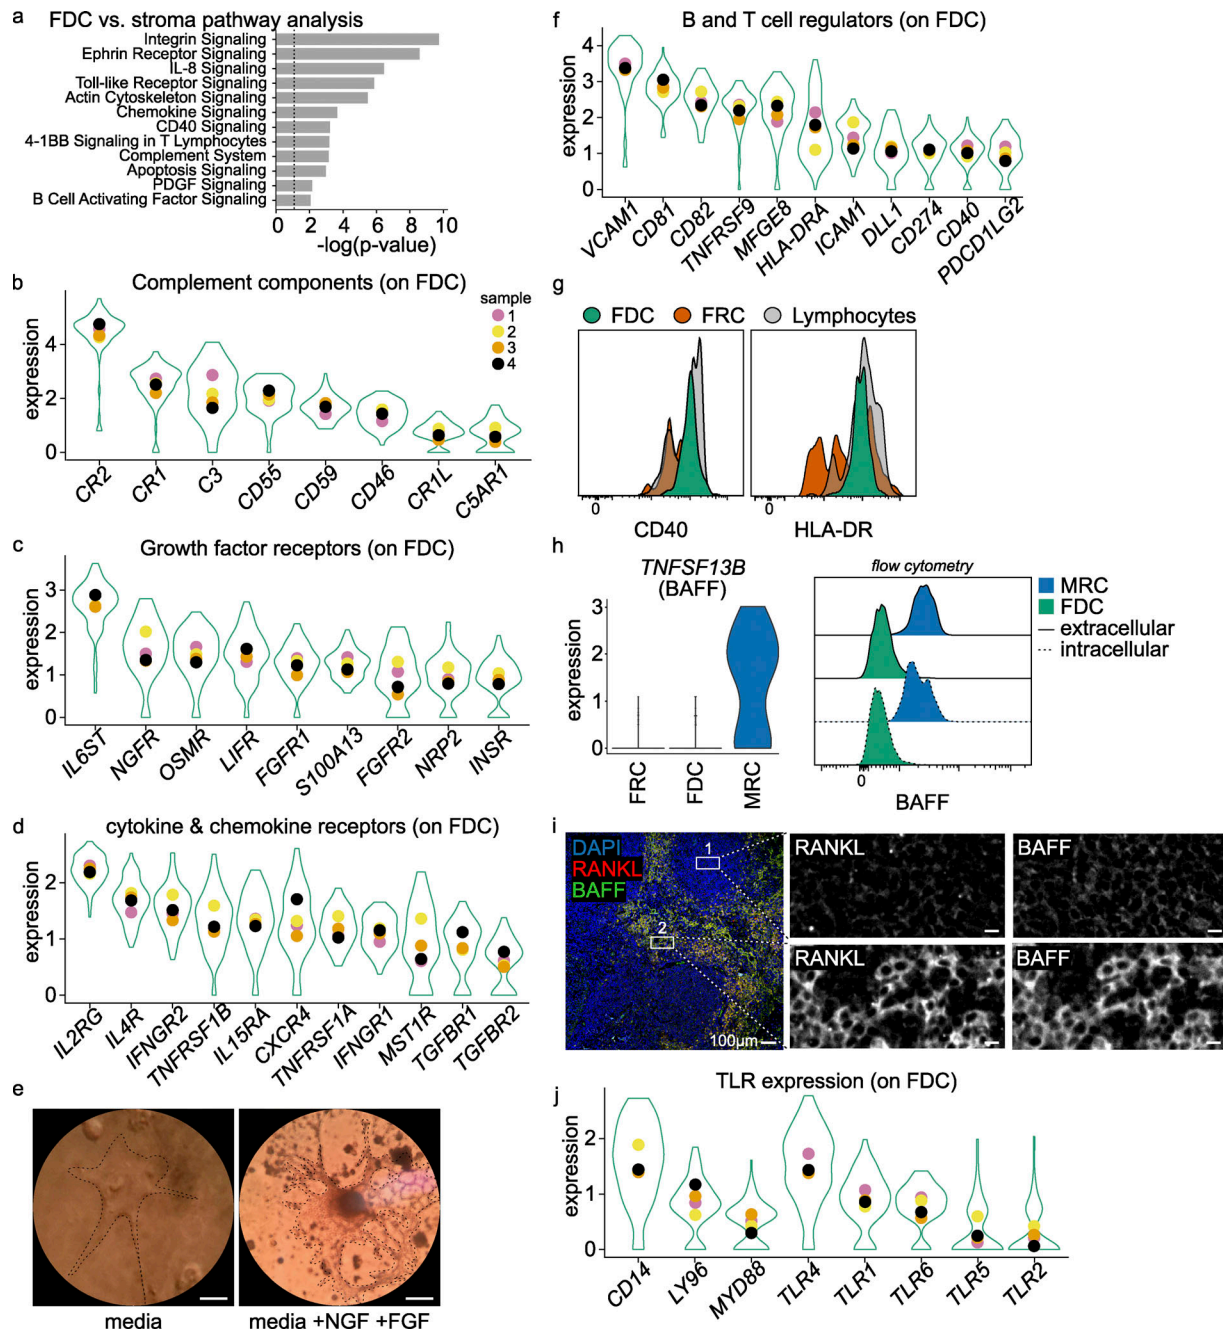 a
FDC vs. stroma pathway analysis
Integrin Signaling
Ephrin Receptor Signaling
IL-8 Signaling
Toll-like Receptor Signaling
Actin Cytoskeleton Signaling
Chemokine Signaling
CD40 Signaling
4-1BB Signaling in T Lymphocytes
Complement System
Apoptosis Signaling
PDGF Signaling
B Cell Activating Factor Signaling
0 2 4 6 8 10
-log(p-value)
b
Complement components (on FDC)
expression
4
2
0
sample
1
2
3
4
CR2 CR1 C3 CD55 CD59 CD46 CR1L C5AR1
c
Growth factor receptors (on FDC)
expression
3
2
1
0
IL6ST NGFR OSMR LIFR FGFR1 S100A13 FGFR2 NRP2 INSR
d
cytokine & chemokine receptors (on FDC)
expression
2
1
0
IL2RG IL4R IFNGR2 TNFRSF1B IL15RA CXCR4 TNFRSF1A IFNGR1 MST1R TGFBR1 TGFBR2
e
media
media +NGF +FGF
f
B and T cell regulators (on FDC)
expression
4
3
2
1
0
VCAM1 CD81 CD82 TNFRSF9 MFGE8 HLA-DRA ICAM1 DLL1 CD274 CD40 PDCD1LG2
g
FDC FRC Lymphocytes
0
CD40
0
HLA-DR
h
TNFSF13B
(BAFF)
expression
3
2
1
0
FRC FDC MRC
flow cytometry
MRC
FDC
extracellular
intracellular
0
BAFF
i
DAPI
RANKL
BAFF
1
2
100μm
RANKL
BAFF
RANKL
BAFF
j
TLR expression (on FDC)
expression
2
1
0
CD14 LY96 MYD88 TLR4 TLR1 TLR6 TLR5 TLR2